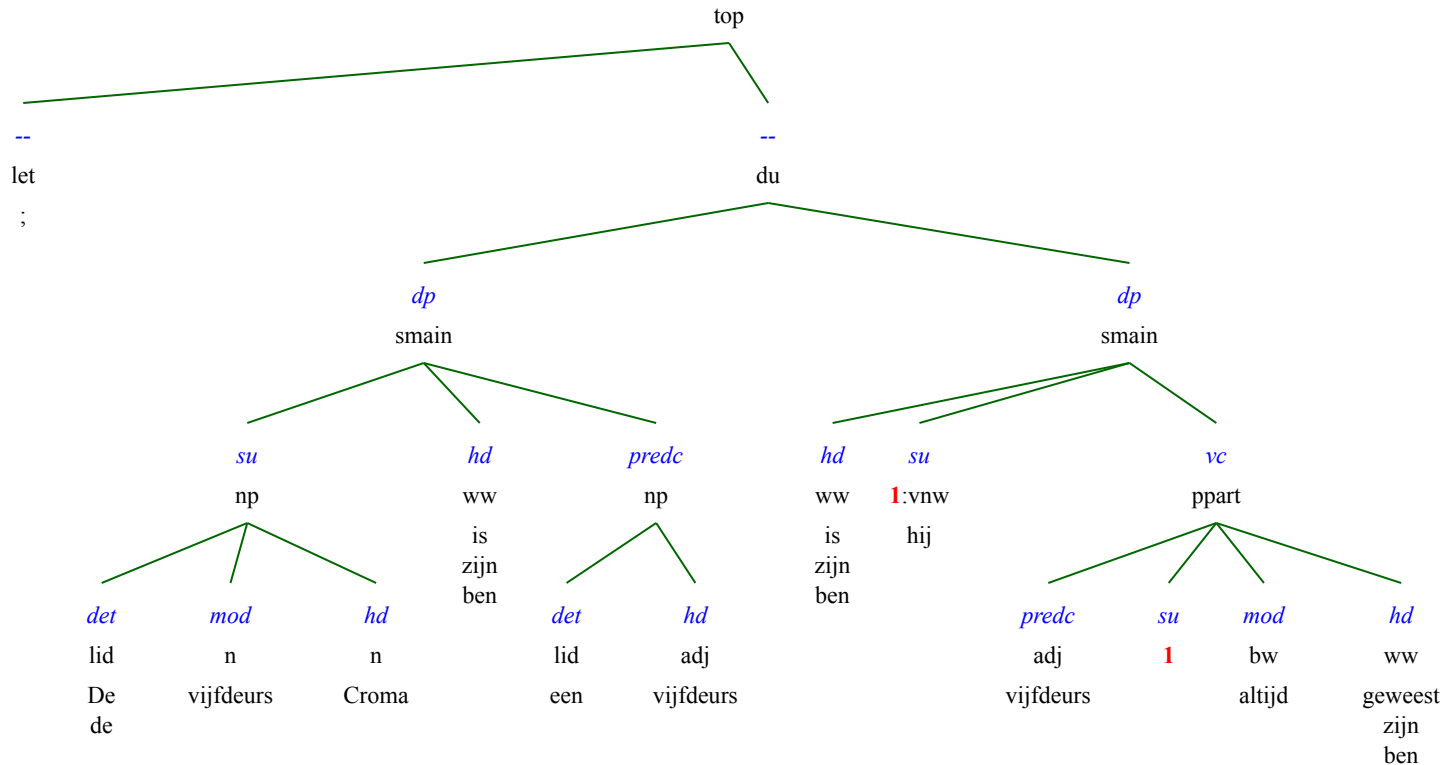 top
-- --
let du
;
dp dp
smain smain
su hd predc hd su vc
np ww np ww 1:vnw ppart
is is hij
zijn zijn
ben ben
det mod hd det hd predc su mod hd
lid n n lid adj adj 1 bw ww
De vijfdeurs Croma een vijfdeurs vijfdeurs altijd geweest
de zijn
ben